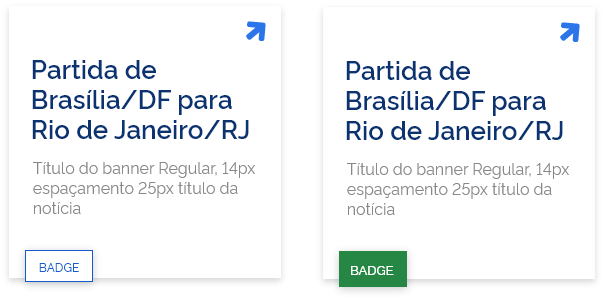 Partida de
Brasília/DF para
Rio de Janeiro/RJ
Título do banner Regular, 14px
espaçamento 25px título da
notícia
BADGE
Partida de
Brasília/DF para
Rio de Janeiro/RJ
Título do banner Regular, 14px
espaçamento 25px título da
notícia
BADGE